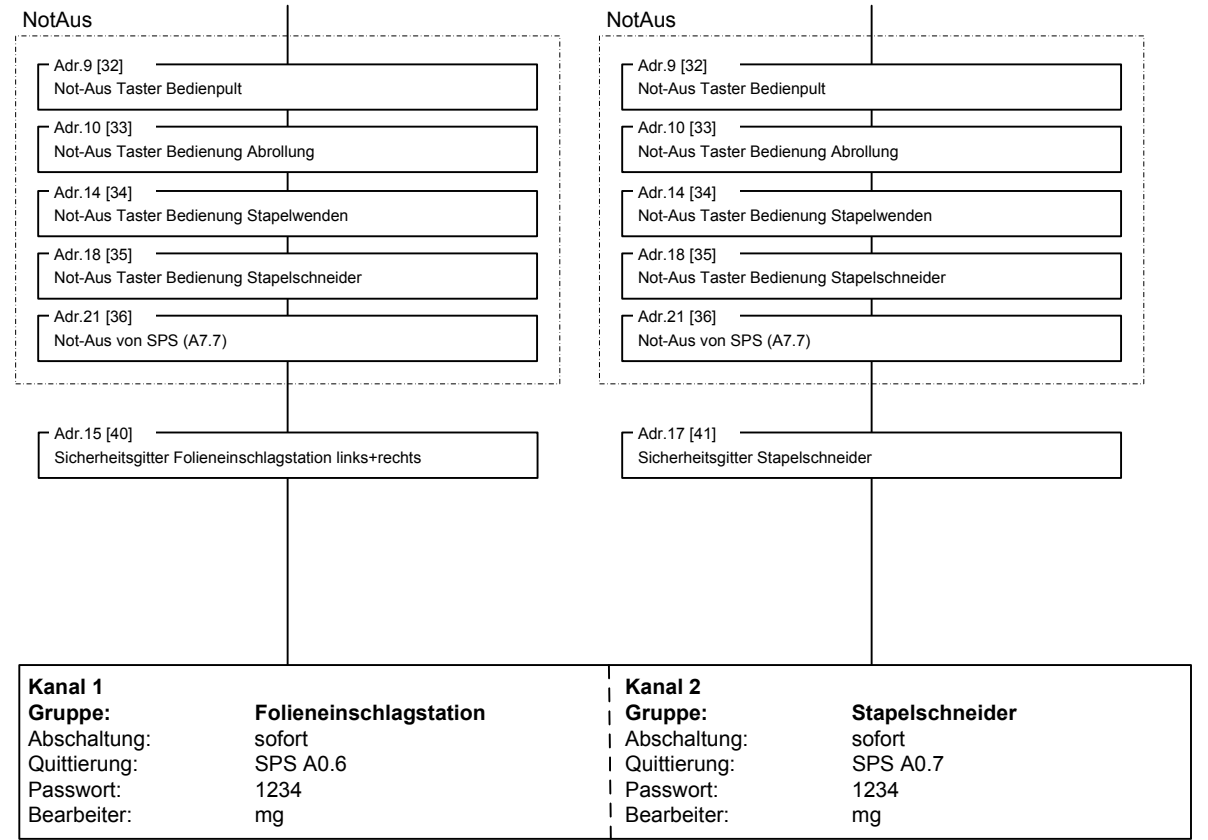 NotAus
Adr.9 [32]
Not-Aus Taster Bedienpult
Adr.10 [33]
Not-Aus Taster Bedienung Abrollung
Adr.14 [34]
Not-Aus Taster Bedienung Stapelwenden
Adr.18 [35]
Not-Aus Taster Bedienung Stapelschneider
Adr.21 [36]
Not-Aus von SPS (A7.7)
Adr.15 [40]
Sicherheitsgitter Folieneinschlagstation links+rechts
NotAus
Adr.9 [32]
Not-Aus Taster Bedienpult
Adr.10 [33]
Not-Aus Taster Bedienung Abrollung
Adr.14 [34]
Not-Aus Taster Bedienung Stapelwenden
Adr.18 [35]
Not-Aus Taster Bedienung Stapelschneider
Adr.21 [36]
Not-Aus von SPS (A7.7)
Adr.17 [41]
Sicherheitsgitter Stapelschneider
Kanal 1
Gruppe: Folieneinschlagstation
Abschaltung: sofort
Quittierung: SPS A0.6
Passwort: 1234
Bearbeiter: mg
Kanal 2
Gruppe: Stapelschneider
Abschaltung: sofort
Quittierung: SPS A0.7
Passwort: 1234
Bearbeiter: mg